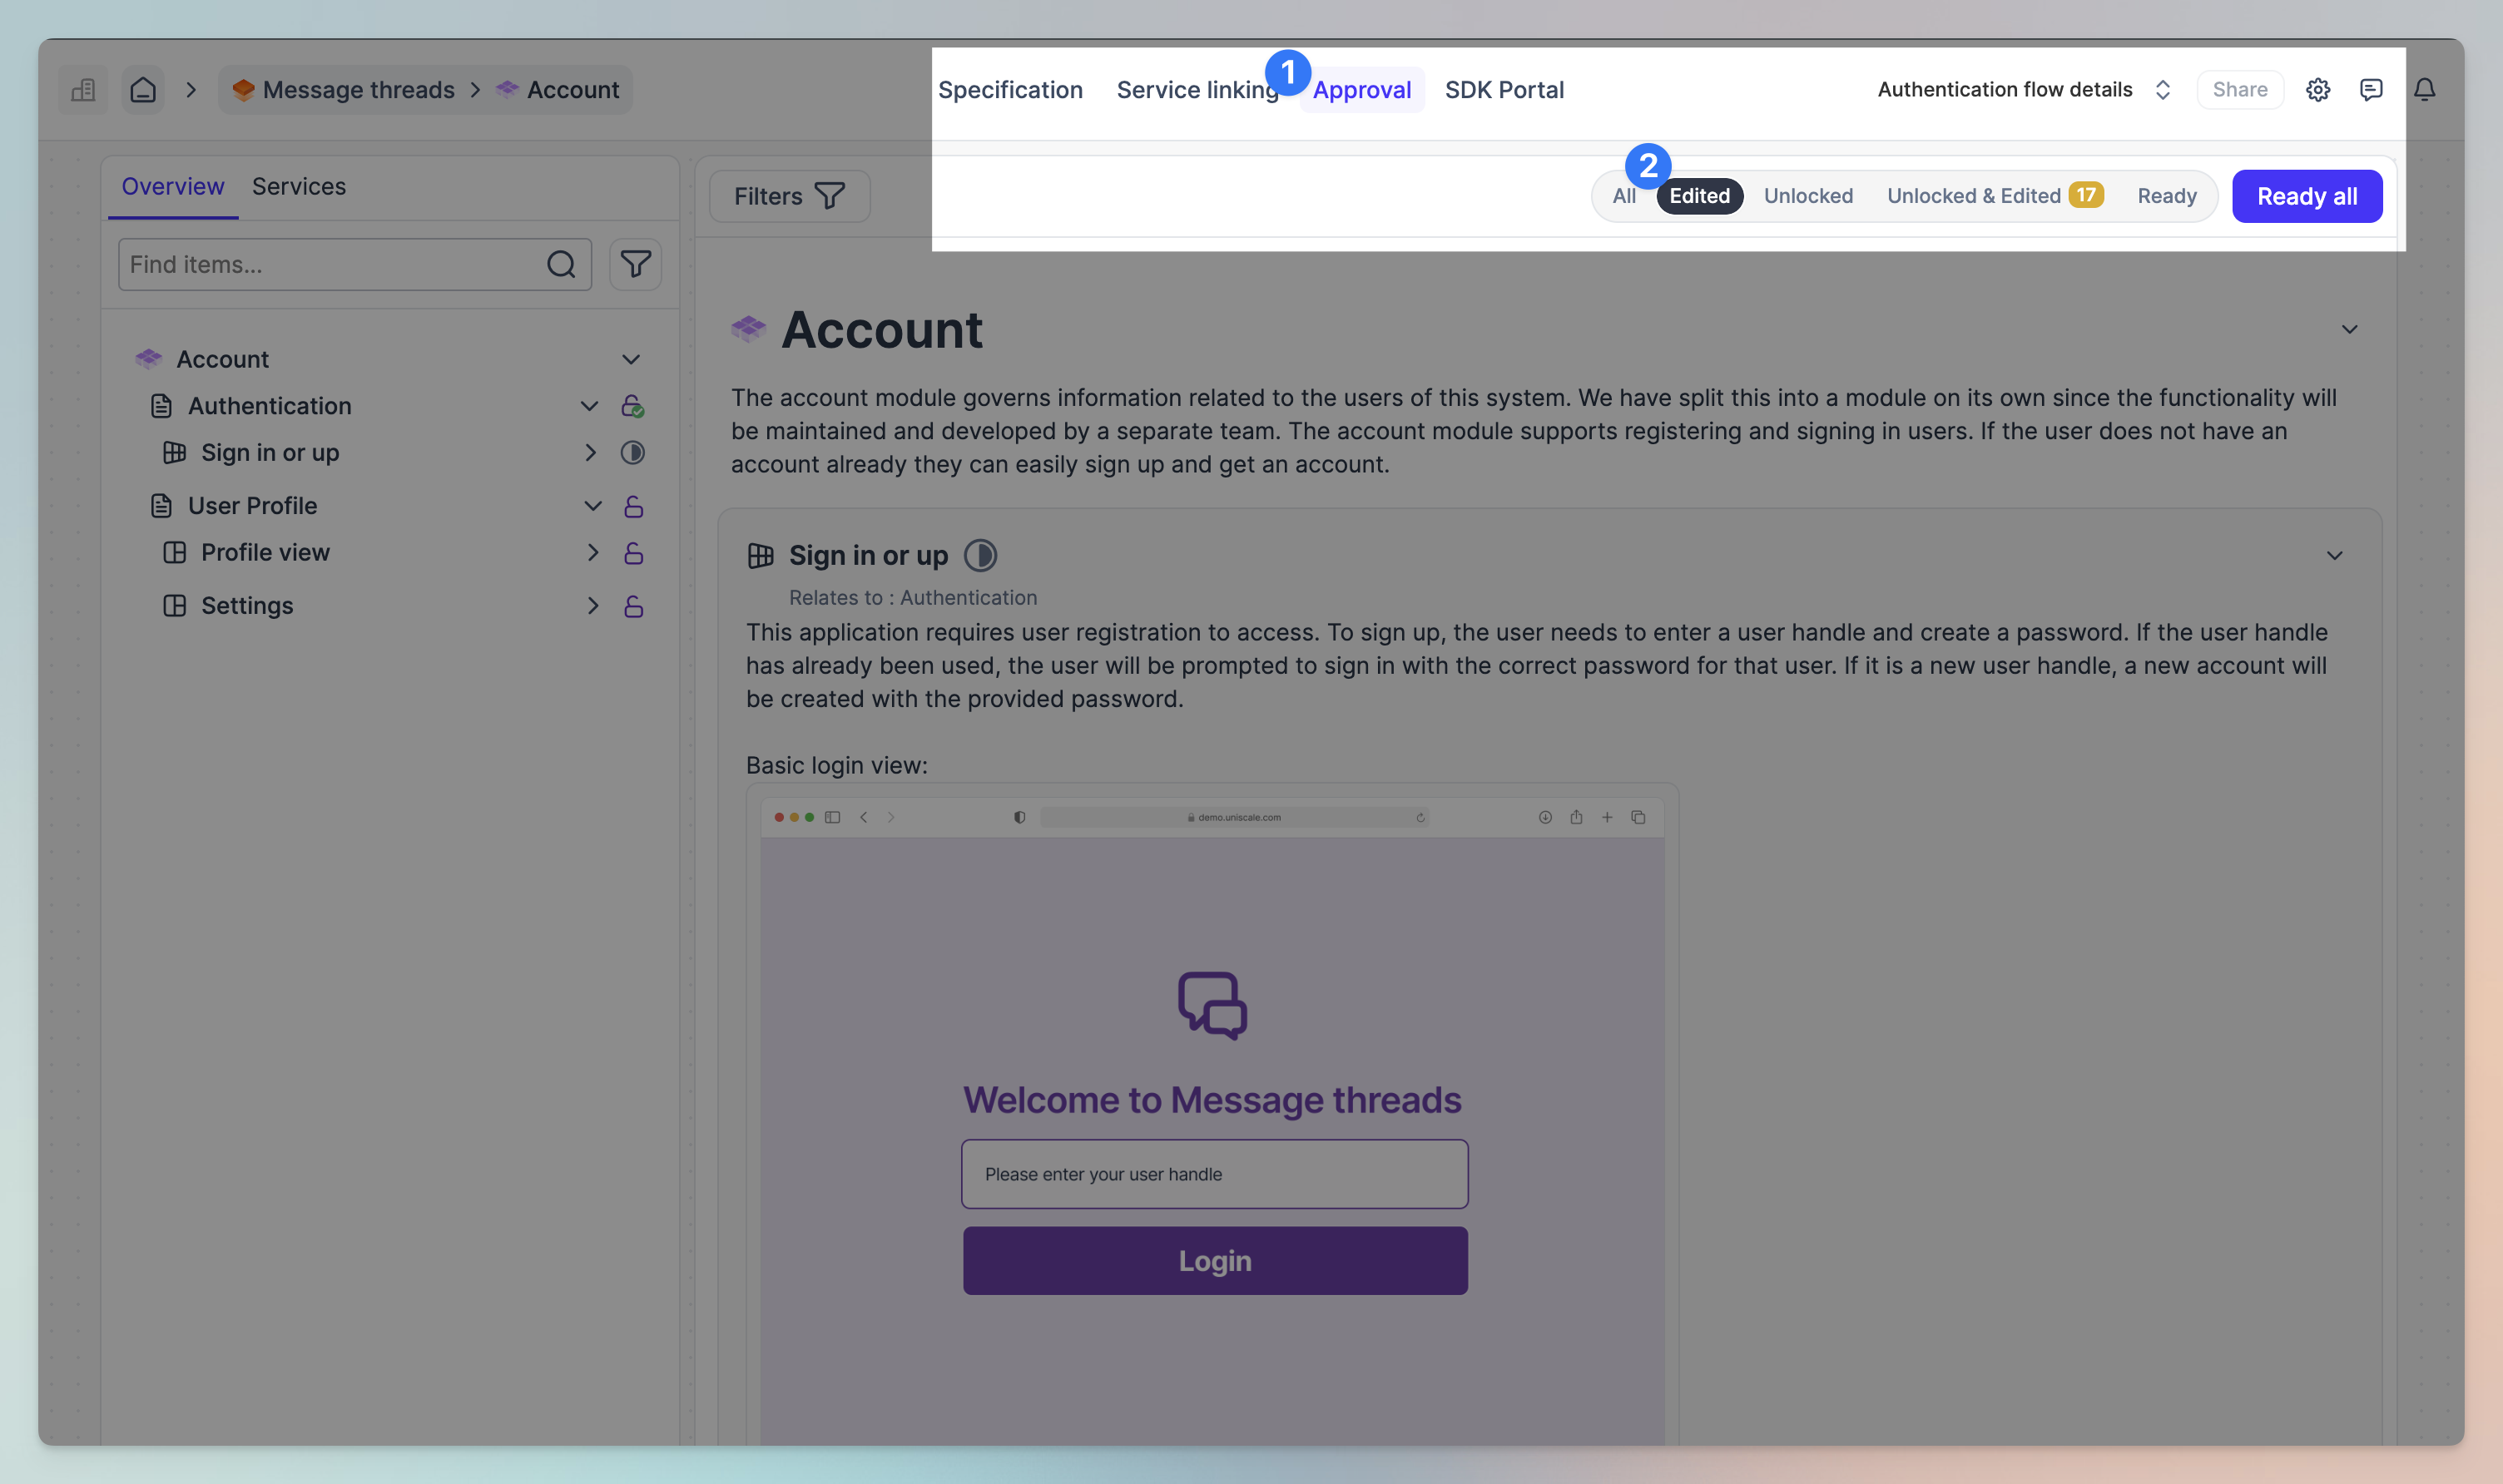 Message threads
Account
Specification
Service linking
1
Approval
SDK Portal
Authentication flow details
Share
Overview
Services
Find items...
Account
Authentication
Sign in or up
User Profile
Profile view
Settings
Filters
2
All
Edited
Unlocked
Unlocked & Edited 17
Ready
Ready all
Account
The account module governs information related to the users of this system. We have split this into a module on its own since the functionality will
be maintained and developed by a separate team. The account module supports registering and signing in users. If the user does not have an
account already they can easily sign up and get an account.
Sign in or up
Relates to : Authentication
This application requires user registration to access. To sign up, the user needs to enter a user handle and create a password. If the user handle
has already been used, the user will be prompted to sign in with the correct password for that user. If it is a new user handle, a new account will
be created with the provided password.
Basic login view:
demo.uniscale.com
Welcome to Message threads
Please enter your user handle
Login